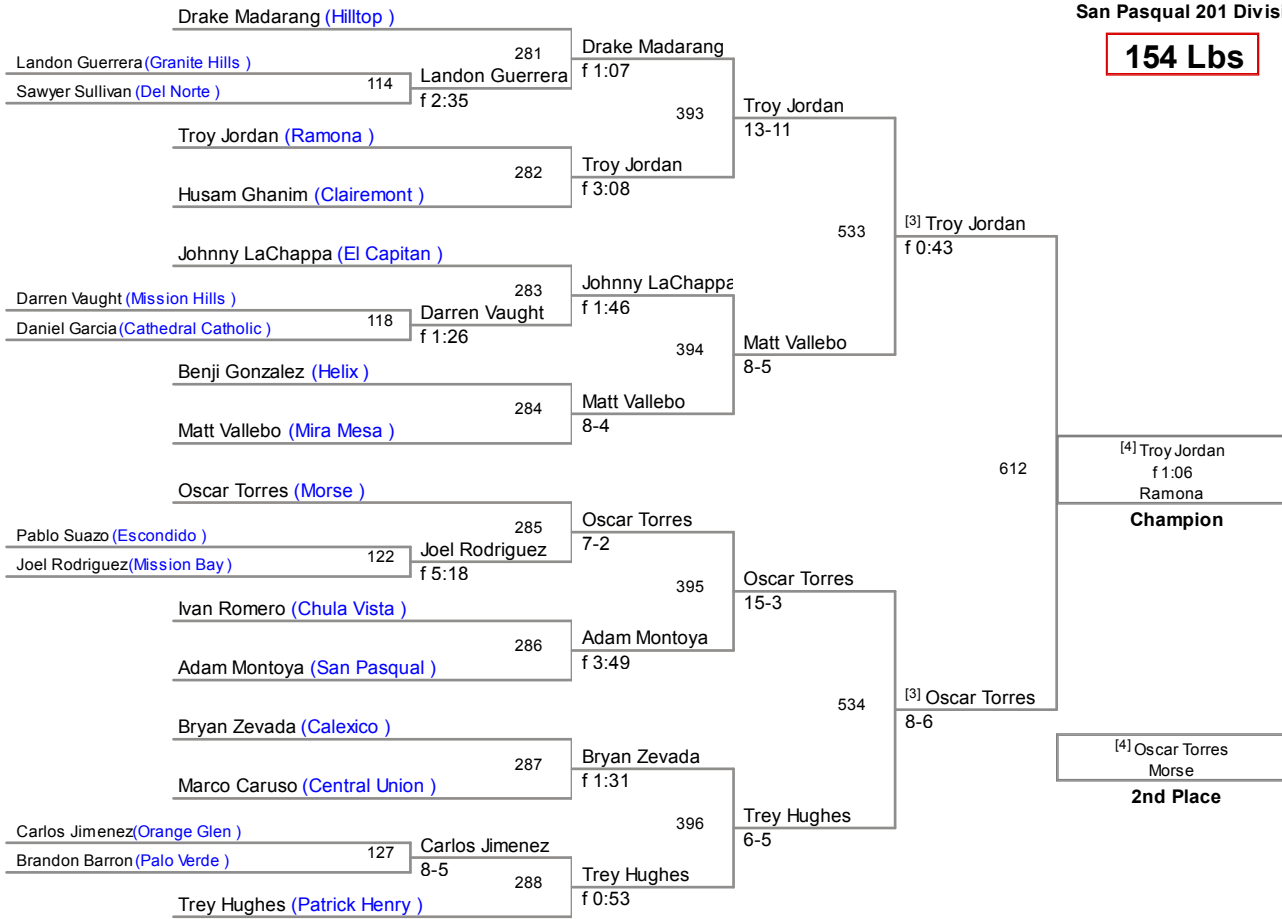 San Pasqual 201 Divisi
154 Lbs
Drake Madarang (Hilltop )
Landon Guerrera(Granite Hills )
Sawyer Sullivan (Del Norte )
114
Landon Guerrera
f 2:35
281
Drake Madarang
f 1:07
Troy Jordan (Ramona )
Husam Ghanim (Clairemont )
282
Troy Jordan
f 3:08
393
Troy Jordan
13-11
Johnny LaChappa (El Capitan )
Darren Vaught (Mission Hills )
Daniel Garcia(Cathedral Catholic )
118
Darren Vaught
f 1:26
283
Johnny LaChappa
f 1:46
Benji Gonzalez (Helix )
Matt Vallebo (Mira Mesa )
284
Matt Vallebo
8-4
394
Matt Vallebo
8-5
533
[3] Troy Jordan
f 0:43
Oscar Torres (Morse )
Pablo Suazo (Escondido )
Joel Rodriguez(Mission Bay )
122
Joel Rodriguez
f 5:18
285
Oscar Torres
7-2
Ivan Romero (Chula Vista )
Adam Montoya (San Pasqual )
286
Adam Montoya
f 3:49
395
Oscar Torres
15-3
Bryan Zevada (Calexico )
Marco Caruso (Central Union )
287
Bryan Zevada
f 1:31
Carlos Jimenez(Orange Glen )
Brandon Barron (Palo Verde )
127
Carlos Jimenez
8-5
Trey Hughes (Patrick Henry )
288
Trey Hughes
f 0:53
396
Trey Hughes
6-5
534
[3] Oscar Torres
8-6
612
[4] Troy Jordan
f 1:06
Ramona
Champion
[4] Oscar Torres
Morse
2nd Place